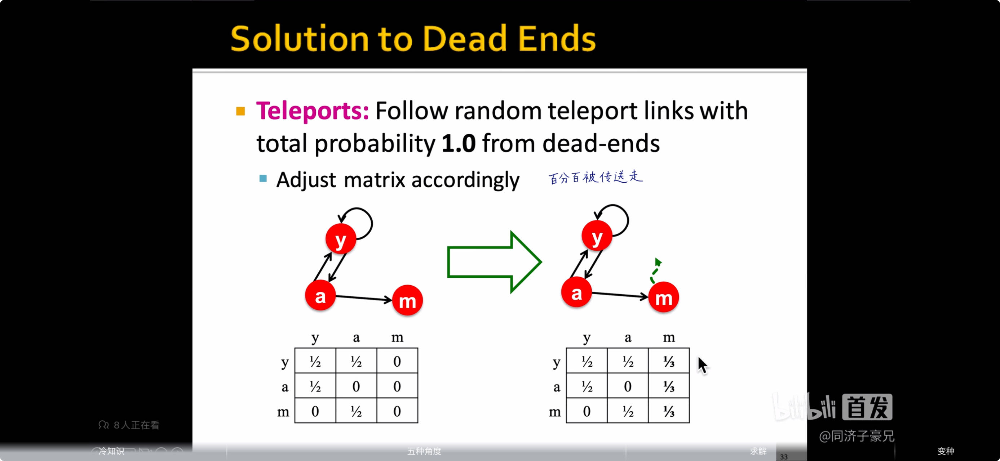 Solution to Dead Ends
Teleports: Follow random teleport links with
total probability 1.0 from dead-ends
Adjust matrix accordingly 百分百被传送走
y
y
a
m
a
m
y a m
y ½ ½ 0
a ½ 0 0
m 0 ½ 0
y a m
y ½ ½ ⅓
a ½ 0 ⅓
m 0 ½ ⅓
bilibili 首发
8人正在看
@同济子豪兄
冷知识 五种角度 求解 变种
33